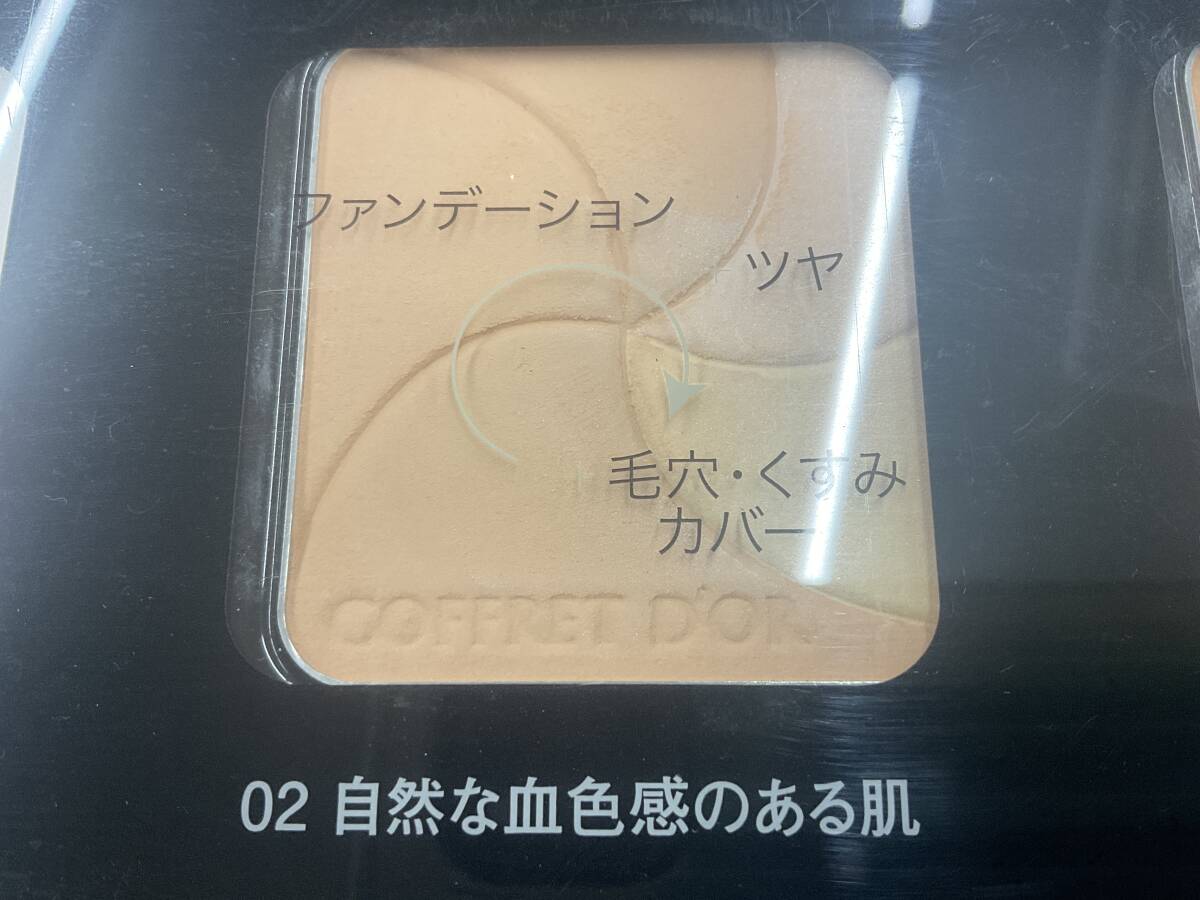 ファンデーション
ツヤ
毛穴・くすみ
カバー
COFFRET D'OR
02 自然な血色感のある肌